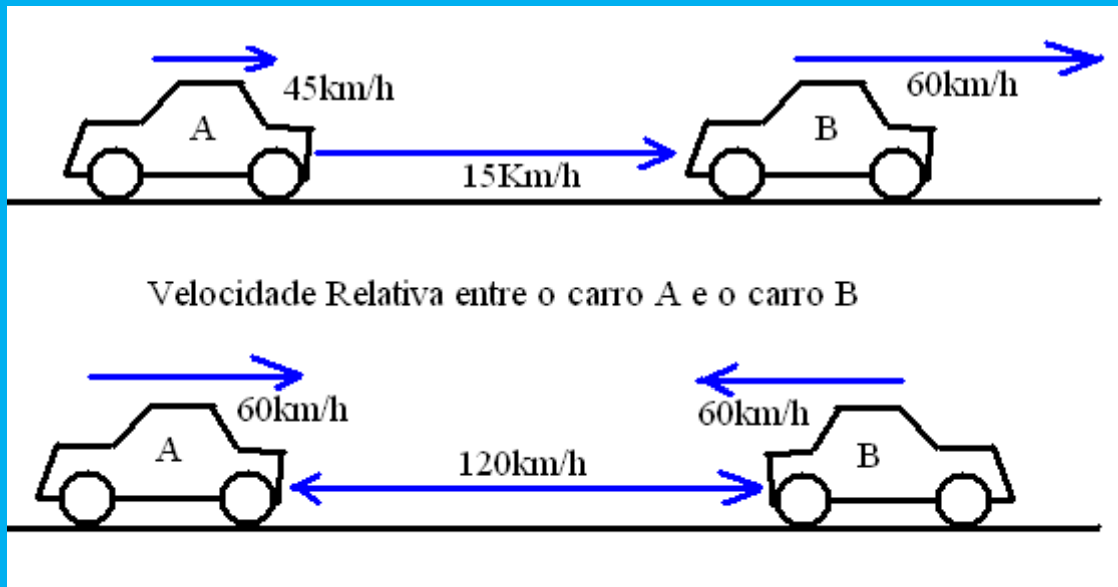 45km/h
60km/h
A
B
15Km/h
Velocidade Relativa entre o carro A e o carro B
60km/h
60km/h
A
120km/h
B